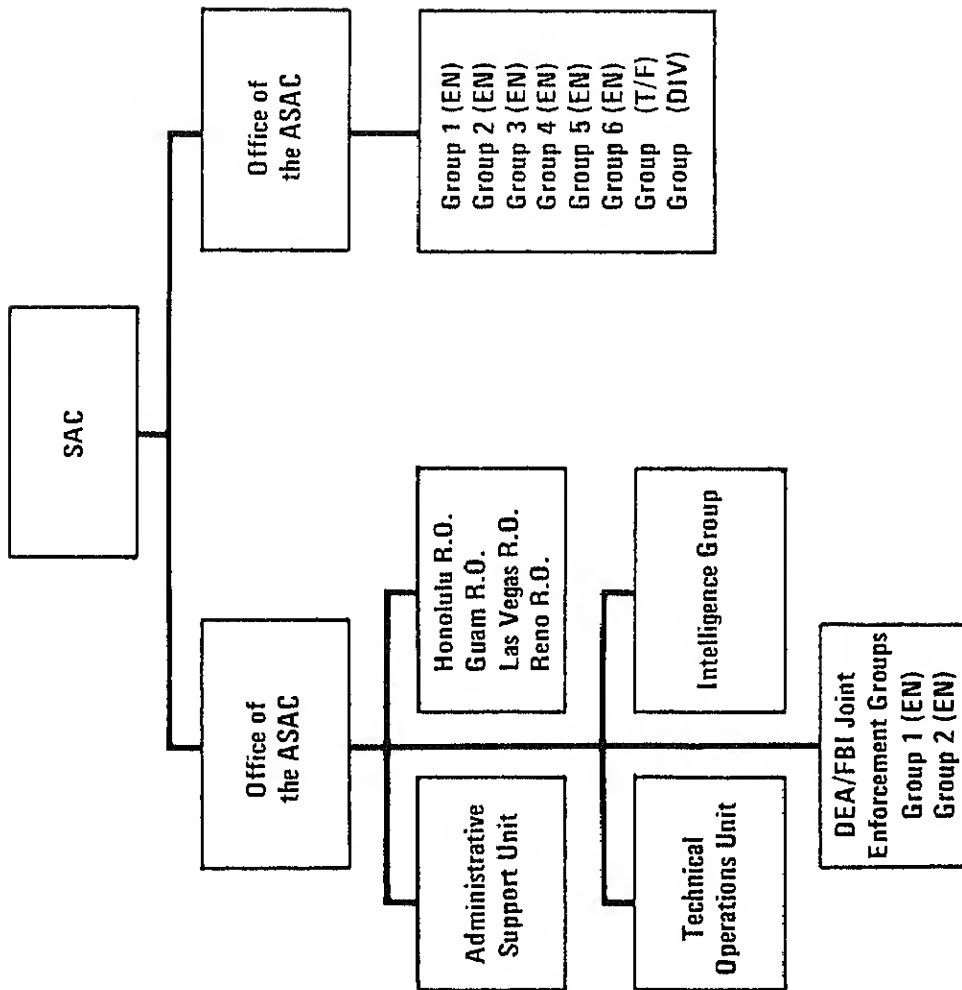 SAC
Office of
the ASAC
Office of
the ASAC
Administrative
Support Unit
Honolulu R.O.
Guam R.O.
Las Vegas R.O.
Reno R.O.
Technical
Operations Unit
Intelligence Group
DEA/FBI Joint
Enforcement Groups
Group 1 (EN)
Group 2 (EN)
Group 1 (EN)
Group 2 (EN)
Group 3 (EN)
Group 4 (EN)
Group 5 (EN)
Group 6 (EN)
Group (T/F)
Group (DIV)